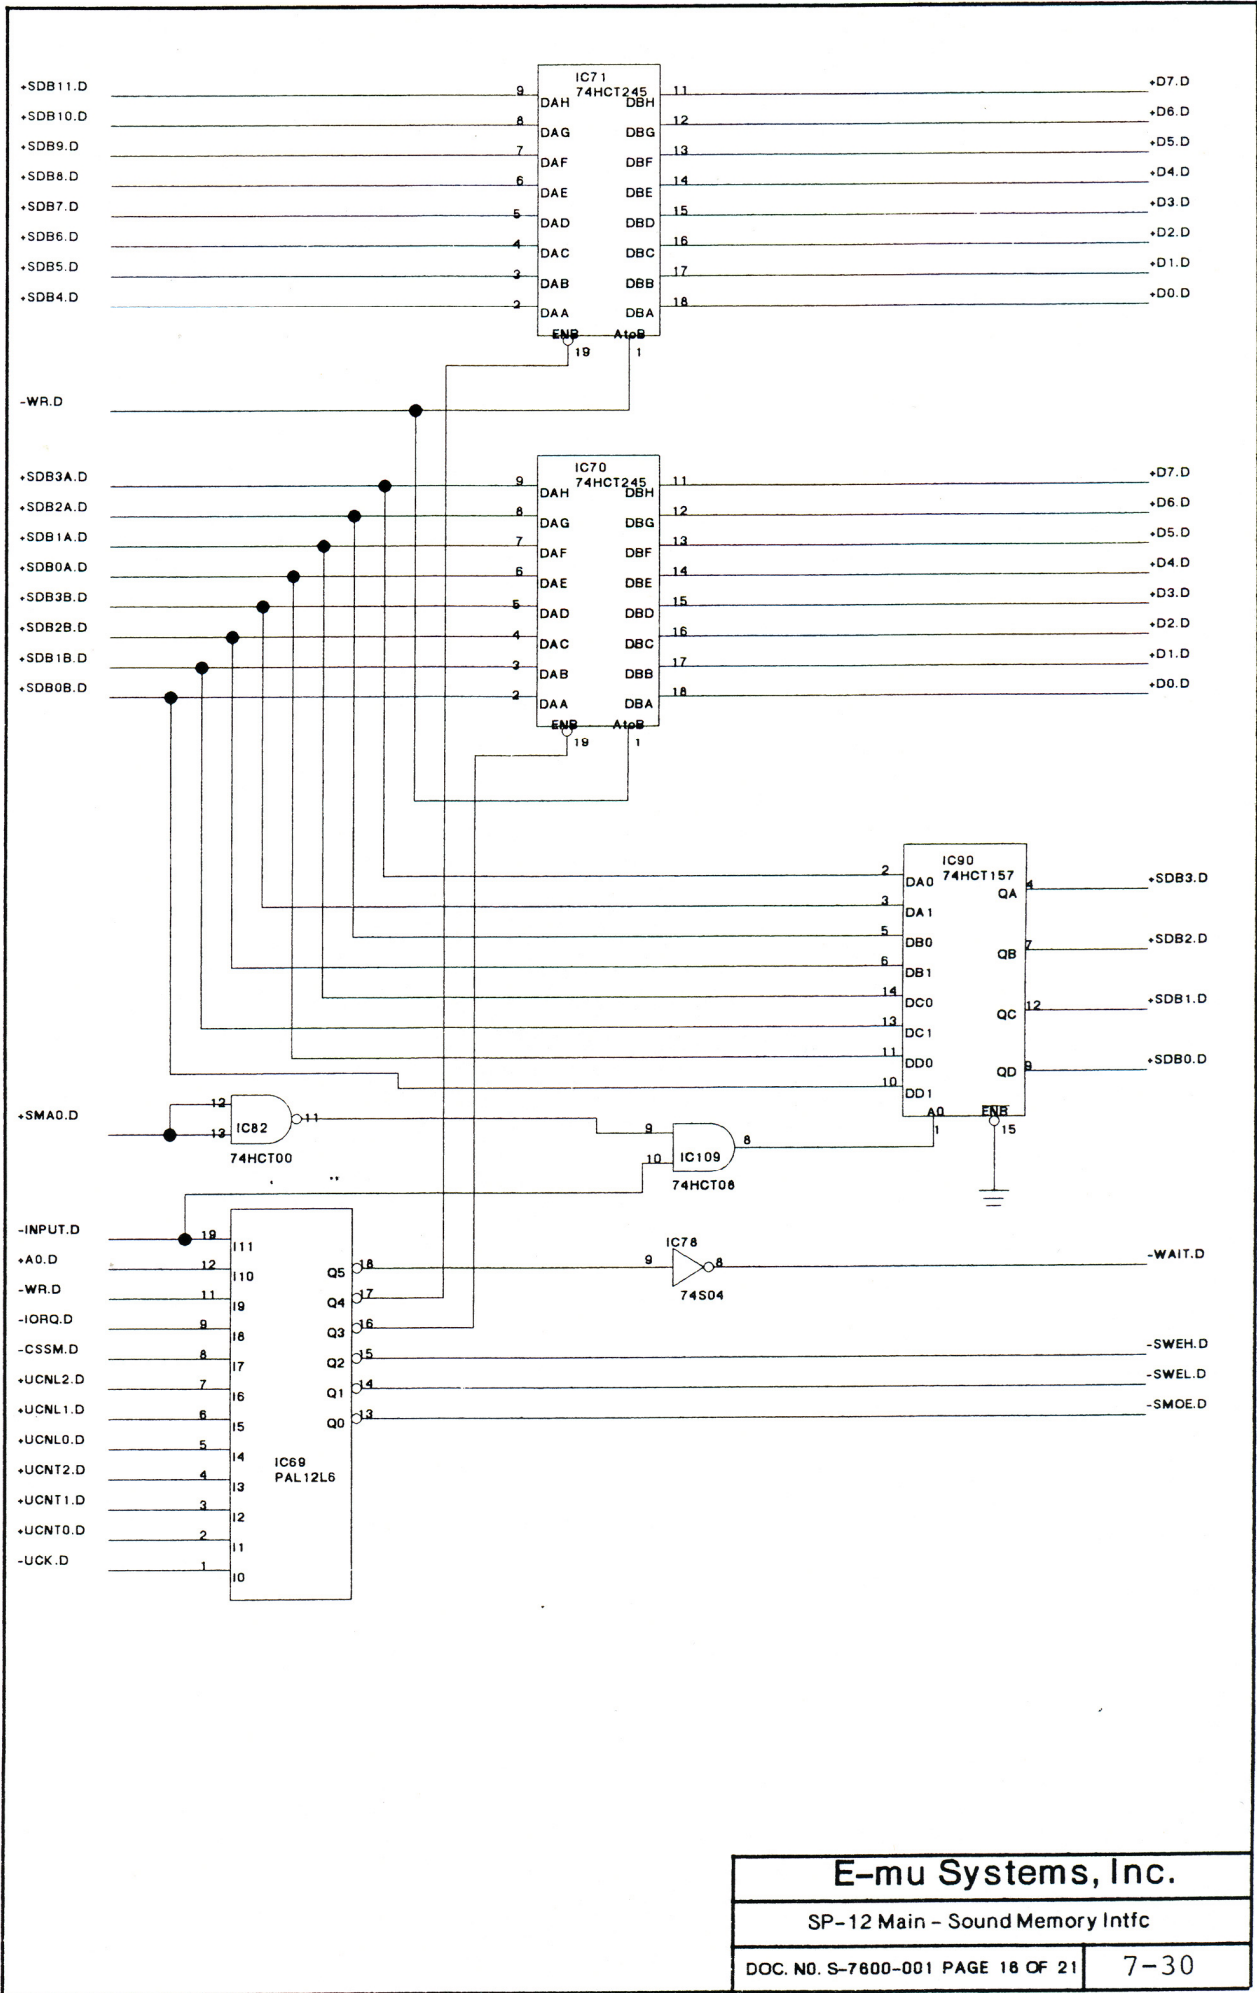 IC71
74HCT245
+SDB11.D 9 DAH DBH 11 +D7.D
+SDB10.D 8 DAG DBG 12 +D6.D
+SDB9.D 7 DAF DBF 13 +D5.D
+SDB8.D 6 DAE DBE 14 +D4.D
+SDB7.D 5 DAD DBD 15 +D3.D
+SDB6.D 4 DAC DBC 16 +D2.D
+SDB5.D 3 DAB DBB 17 +D1.D
+SDB4.D 2 DAA DBA 18 +D0.D
ENB AtoB
19 1
-WR.D
IC70
74HCT245
+SDB3A.D 9 DAH DBH 11 +D7.D
+SDB2A.D 8 DAG DBG 12 +D6.D
+SDB1A.D 7 DAF DBF 13 +D5.D
+SDB0A.D 6 DAE DBE 14 +D4.D
+SDB3B.D 5 DAD DBD 15 +D3.D
+SDB2B.D 4 DAC DBC 16 +D2.D
+SDB1B.D 3 DAB DBB 17 +D1.D
+SDB0B.D 2 DAA DBA 18 +D0.D
ENB AtoB
19 1
IC90
74HCT157
2 DA0 QA 4 +SDB3.D
3 DA1
5 DB0 QB 7 +SDB2.D
6 DB1
14 DC0 QC 12 +SDB1.D
13 DC1
11 DD0 QD 9 +SDB0.D
10 DD1
A0 ENB
1 15
+SMA0.D 12 13 IC82 11
74HCT00
9 10 IC109 8
74HCT08
-INPUT.D 19 I11
+A0.D 12 I10 Q5 18
-WR.D 11 I9 Q4 17
-IORQ.D 9 I8 Q3 16
-CSSM.D 8 I7 Q2 15 -SWEH.D
+UCNL2.D 7 I6 Q1 14 -SWEL.D
+UCNL1.D 6 I5 Q0 13 -SMOE.D
+UCNL0.D 5 I4
+UCNT2.D 4 I3
+UCNT1.D 3 I2
+UCNT0.D 2 I1
-UCK.D 1 I0
IC69
PAL12L6
IC78
9 8 -WAIT.D
74S04
E-mu Systems, Inc.
SP-12 Main - Sound Memory Intfc
DOC. NO. S-7600-001 PAGE 16 OF 21
7-30